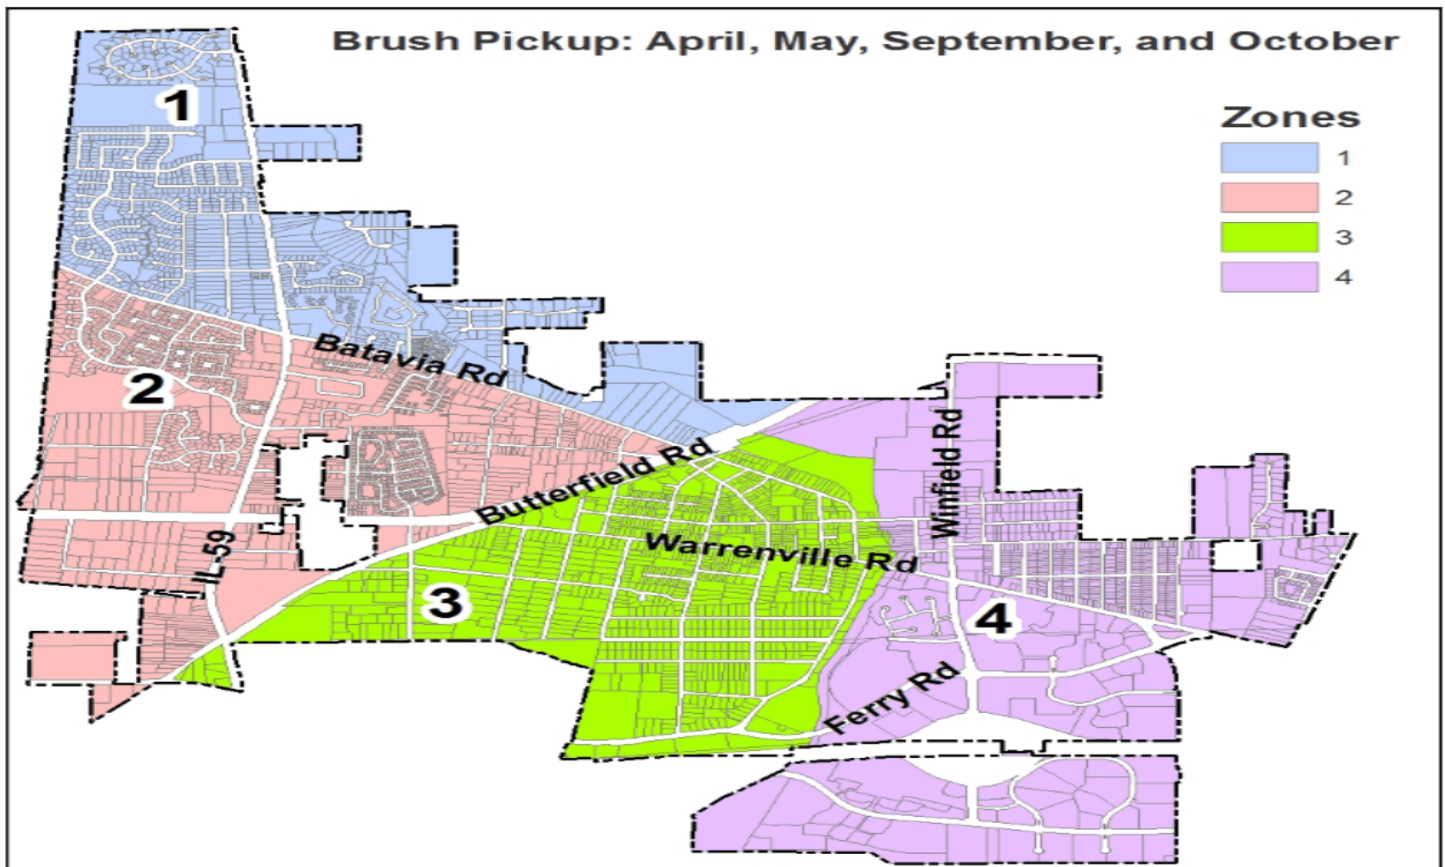 Brush Pickup: April, May, September, and October
Zones
1
2
3
4
1
2
3
4
Batavia Rd
Butterfield Rd
Winfield Rd
Warrenville Rd
IL 59
Ferry Rd